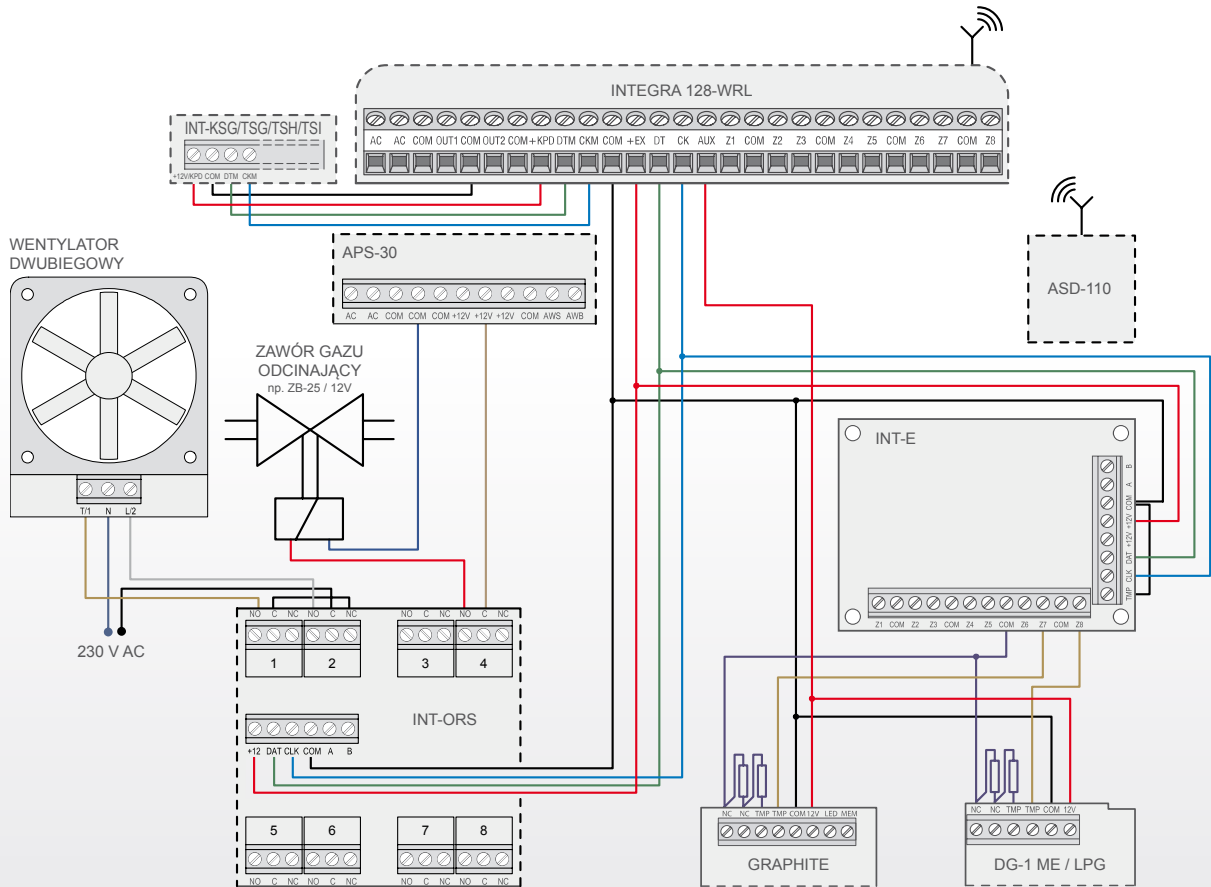 INTEGRA 128-WRL
AC AC COM OUT1 COM OUT2 COM +KPD DTM CKM COM +EX DT CK AUX Z1 COM Z2 Z3 COM Z4 Z5 COM Z6 Z7 COM Z8
INT-KSG/TSG/TSH/TSI
+12V/KPD COM DTM CKM
WENTYLATOR
DWUBIEGOWY
T/1 N L/2
230 V AC
APS-30
AC AC COM COM COM +12V +12V +12V COM AWS AWB
ZAWÓR GAZU
ODCINAJĄCY
np. ZB-25 / 12V
ASD-110
INT-E
B
A
COM
+12V
+12V
DAT
CLK
TMP
Z1 COM Z2 Z3 COM Z4 Z5 COM Z6 Z7 COM Z8
NO C NC NO C NC NO C NC NO C NC
1 2 3 4
INT-ORS
+12 DAT CLK COM A B
5 6 7 8
NO C NC NO C NC NO C NC NO C NC
NC NC TMP TMP COM 12V LED MEM
GRAPHITE
NC NC TMP TMP COM 12V
DG-1 ME / LPG